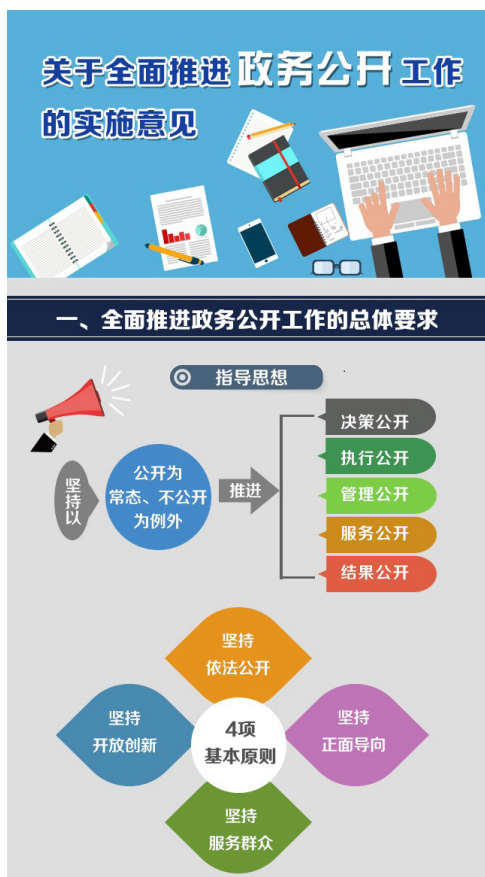 关于全面推进政务公开工作
的实施意见
一、全面推进政务公开工作的总体要求
指导思想
坚持以
公开为
常态、不公开
为例外
推进
决策公开
执行公开
管理公开
服务公开
结果公开
坚持
依法公开
坚持
开放创新
4项
基本原则
坚持
正面导向
坚持
服务群众